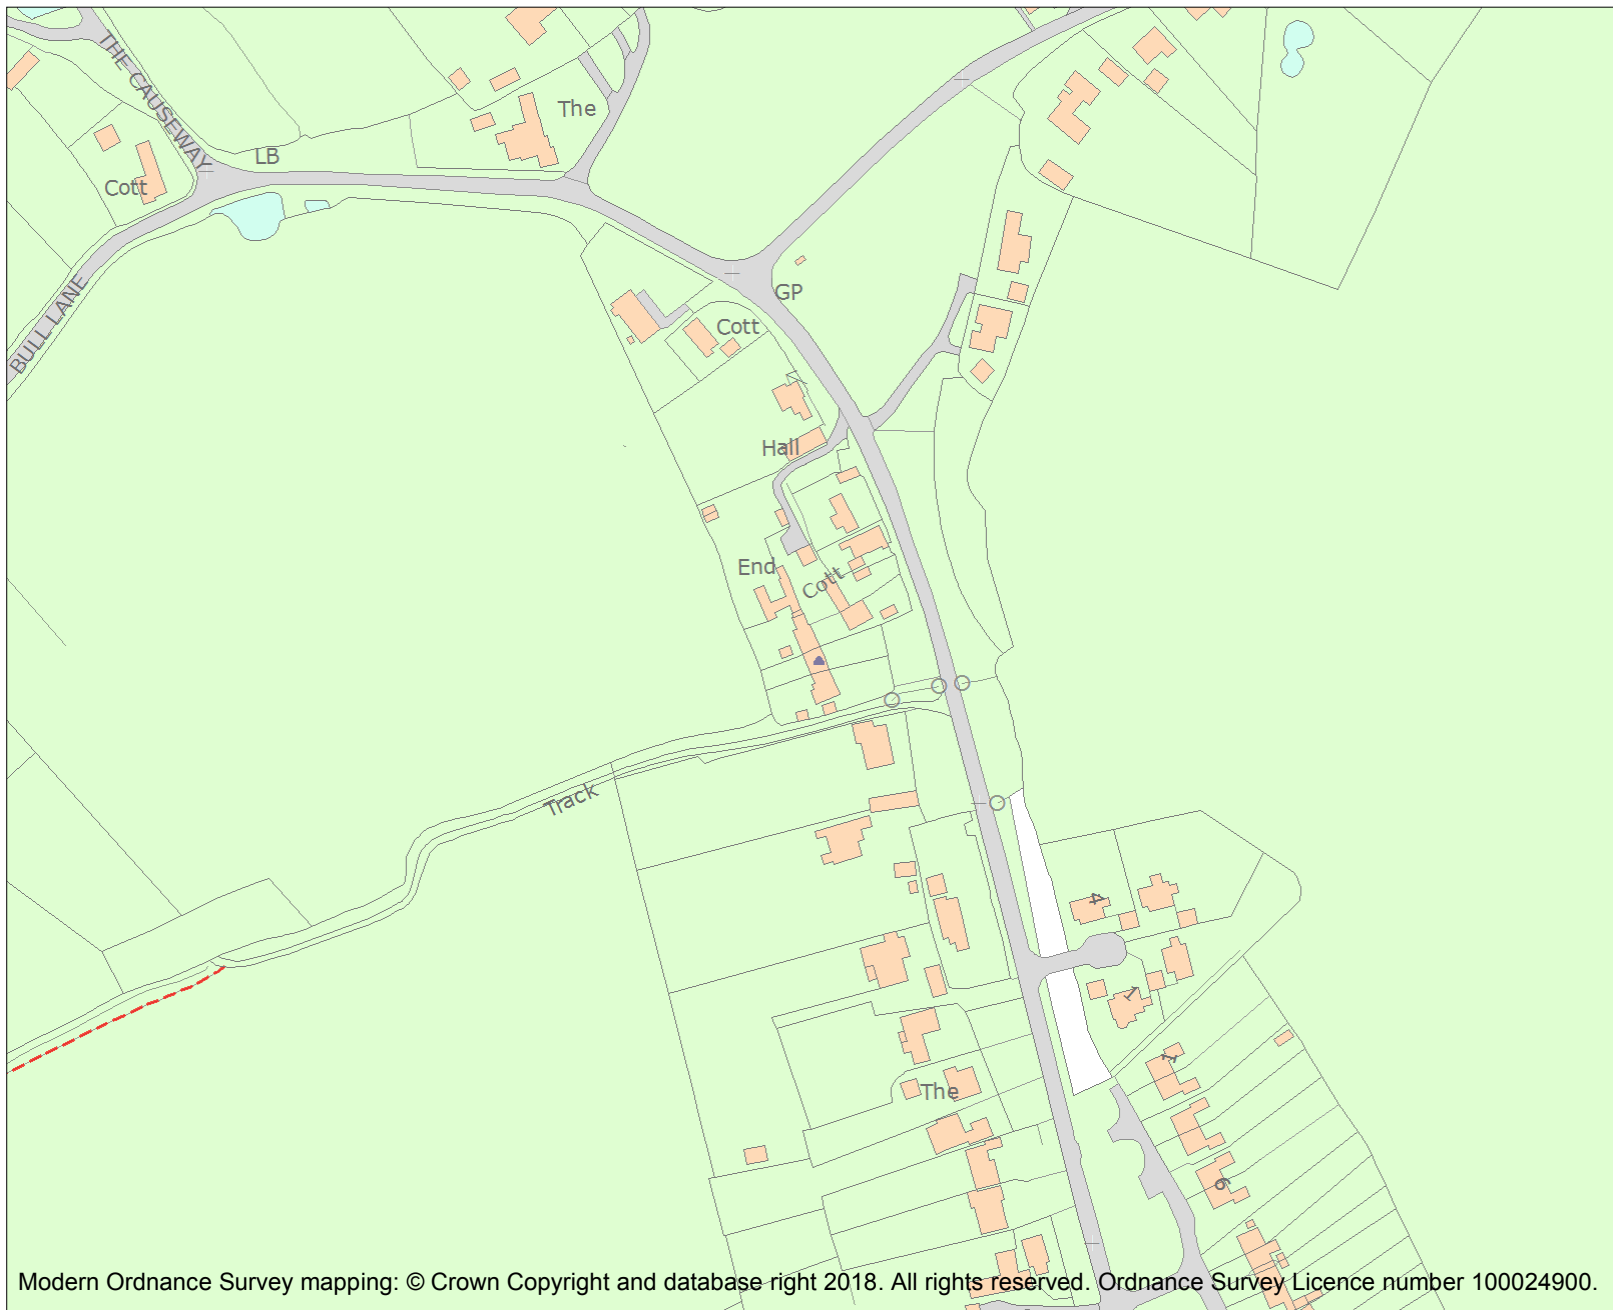 THE CAUSEWAY
The
LB
Cott
BULL LANE
GP
Cott
Hall
End
Cott
Track
4
1
The
1
6
Modern Ordnance Survey mapping: © Crown Copyright and database right 2018. All rights reserved. Ordnance Survey Licence number 100024900.